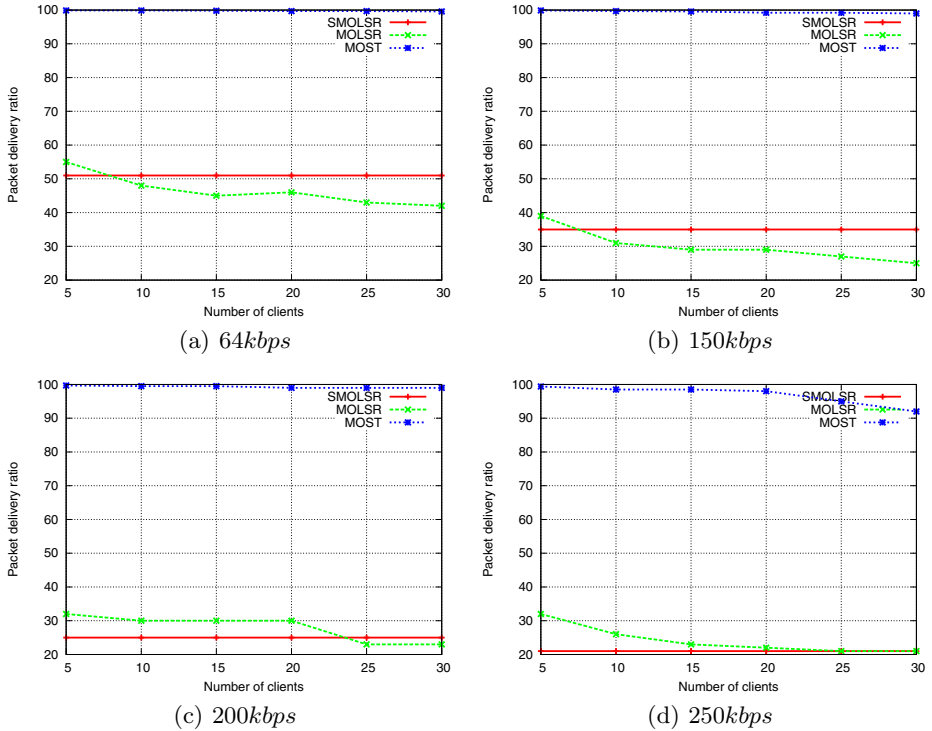 Packet delivery ratio
100
90
80
70
60
50
40
30
20
5 10 15 20 25 30
Number of clients
SMOLSR
MOLSR
MOST
(a) 64kbps
Packet delivery ratio
100
90
80
70
60
50
40
30
20
5 10 15 20 25 30
Number of clients
SMOLSR
MOLSR
MOST
(b) 150kbps
Packet delivery ratio
100
90
80
70
60
50
40
30
20
5 10 15 20 25 30
Number of clients
SMOLSR
MOLSR
MOST
(c) 200kbps
Packet delivery ratio
100
90
80
70
60
50
40
30
20
5 10 15 20 25 30
Number of clients
SMOLSR
MOLSR
MOST
(d) 250kbps